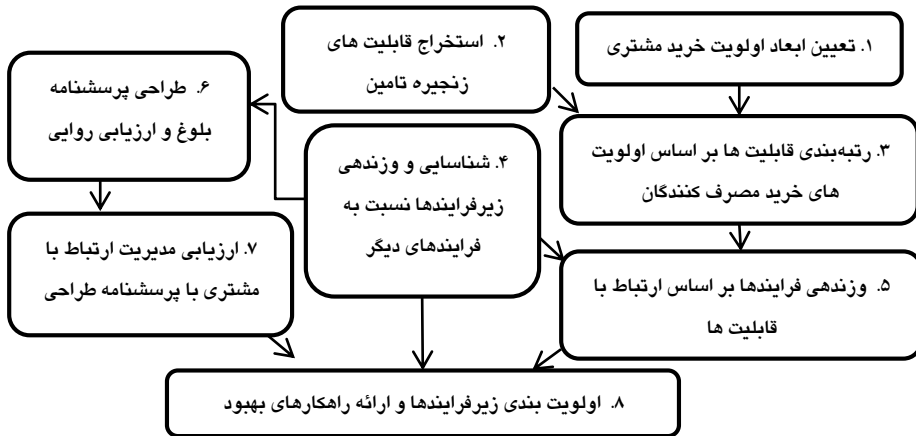 ۱. تعیین ابعاد اولویت خرید مشتری
۲. استخراج قابلیت های
زنجیره تامین
۳. رتبه‌بندی قابلیت ها بر اساس اولویت
های خرید مصرف کنندگان
۴. شناسایی و وزندهی
زیرفرایندها نسبت به
فرایندهای دیگر
۵. وزندهی فرایندها بر اساس ارتباط با
قابلیت ها
۶. طراحی پرسشنامه
بلوغ و ارزیابی روایی
۷. ارزیابی مدیریت ارتباط با
مشتری با پرسشنامه طراحی
۸. اولویت بندی زیرفرایندها و ارائه راهکارهای بهبود